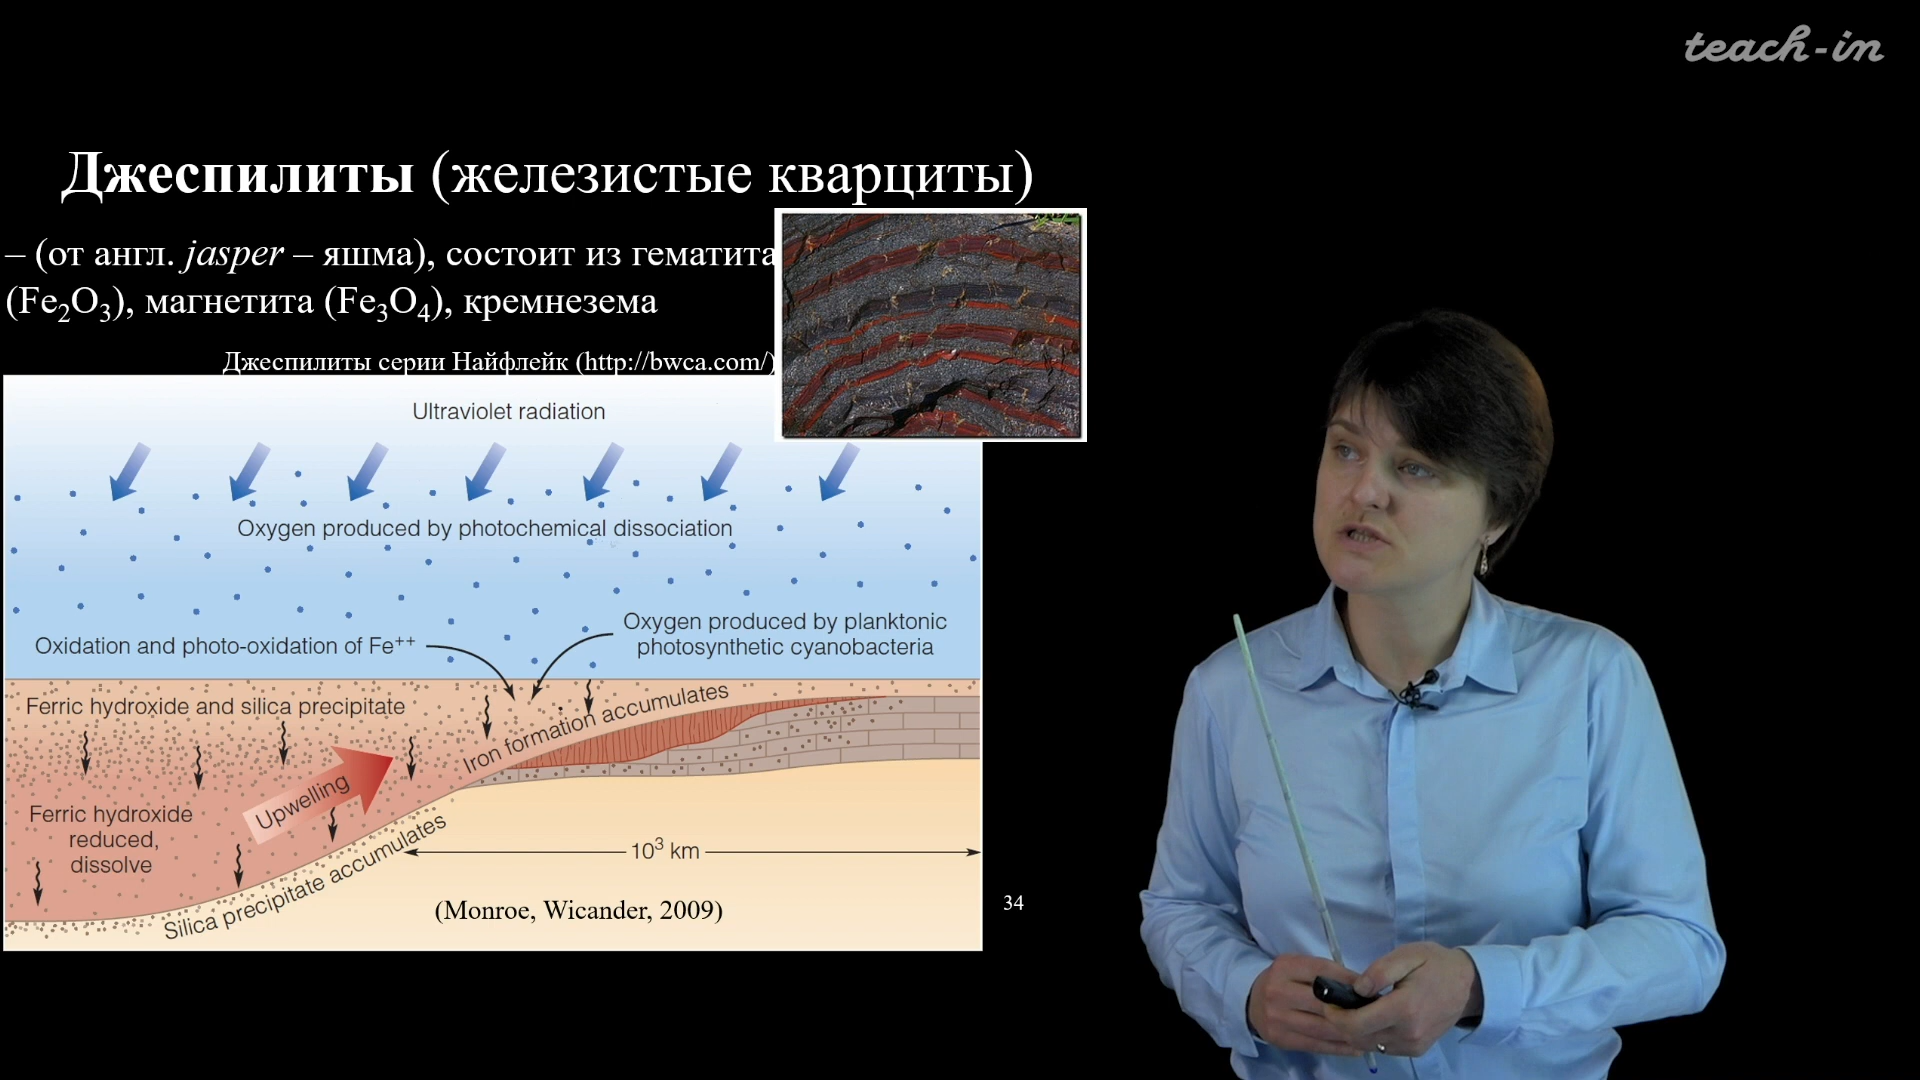 teach-in
Джеспилиты (железистые кварциты)
– (от англ. jasper – яшма), состоит из гематита
(Fe₂O₃), магнетита (Fe₃O₄), кремнезема
Джеспилиты серии Найфлейк (http://bwca.com/)
Ultraviolet radiation
Oxygen produced by photochemical dissociation
Oxygen produced by planktonic
photosynthetic cyanobacteria
Oxidation and photo-oxidation of Fe⁺⁺
Ferric hydroxide and silica precipitate
Iron formation accumulates
Upwelling
Ferric hydroxide
reduced,
dissolve
Silica precipitate accumulates
10³ km
(Monroe, Wicander, 2009)
34